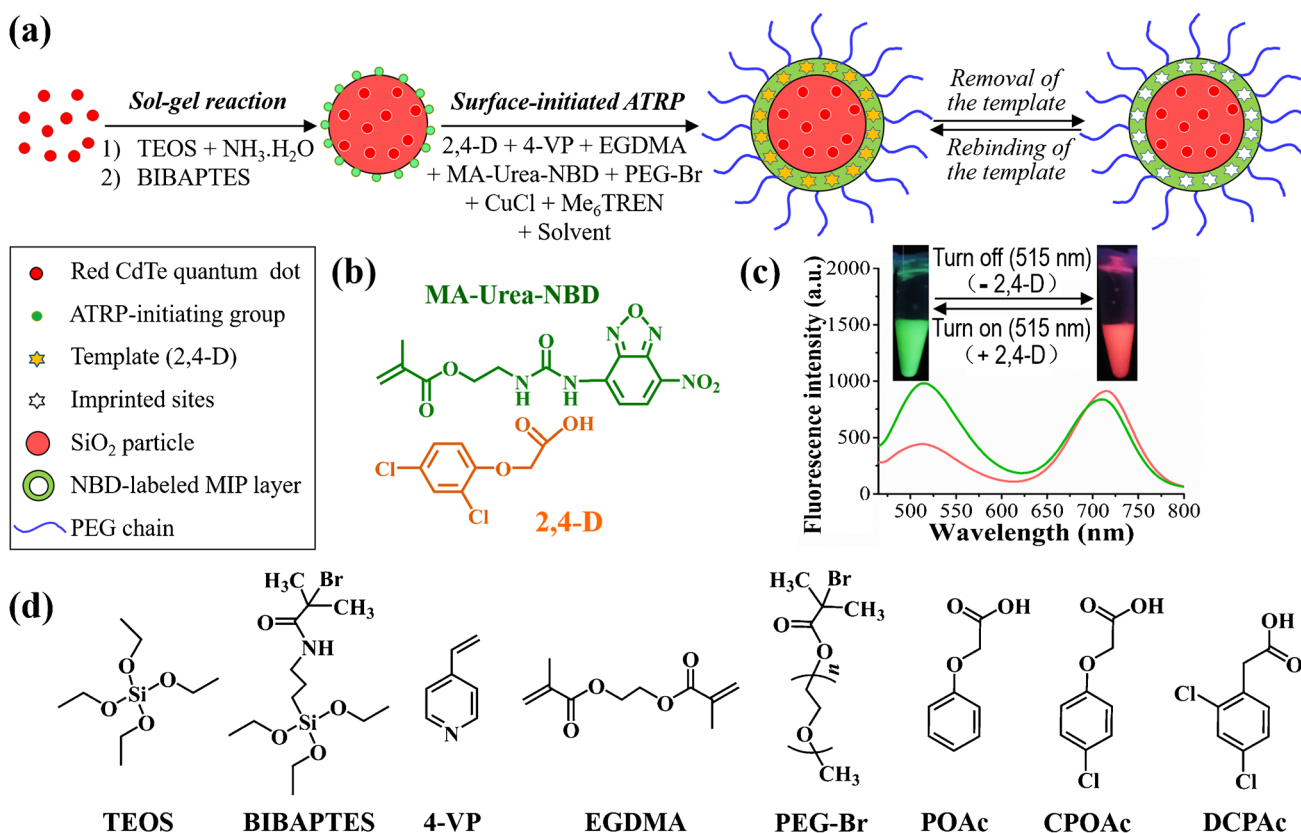 (a)
Sol-gel reaction
1) TEOS + NH₃.H₂O
2) BIBAPTES
Surface-initiated ATRP
2,4-D + 4-VP + EGDMA
+ MA-Urea-NBD + PEG-Br
+ CuCl + Me₆TREN
+ Solvent
Removal of
the template
Rebinding of
the template
Red CdTe quantum dot
ATRP-initiating group
Template (2,4-D)
Imprinted sites
SiO₂ particle
NBD-labeled MIP layer
PEG chain
(b)
MA-Urea-NBD
O
O
N
H
O
N
H
N
O
N
NO₂
O
OH
O
Cl
Cl
2,4-D
(c)
Fluorescence intensity (a.u.)
2000
1500
1000
500
0
Turn off (515 nm)
(- 2,4-D)
Turn on (515 nm)
(+ 2,4-D)
500 550 600 650 700 750 800
Wavelength (nm)
(d)
O
O
Si
O
O
TEOS
H₃C
Br
CH₃
O
NH
O
Si
O
O
BIBAPTES
N
4-VP
O
O
O
O
EGDMA
H₃C
Br
CH₃
O
O
n
O
CH₃
PEG-Br
O
OH
O
POAc
O
OH
O
Cl
CPOAc
OH
O
Cl
Cl
DCPAc